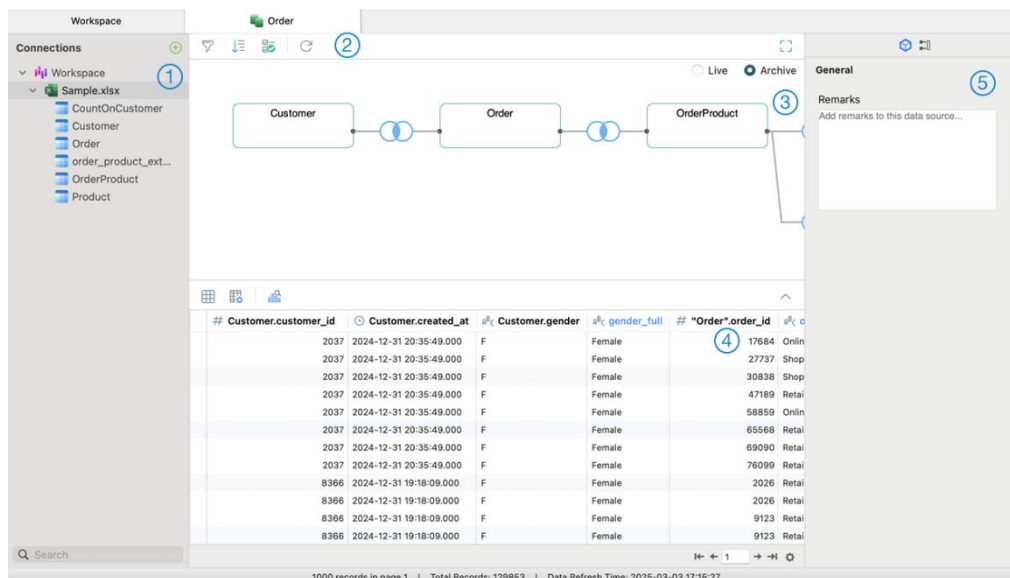 Workspace
Order
Connections
1
Workspace
Sample.xlsx
CountOnCustomer
Customer
Order
order_product_ext...
OrderProduct
Product
Search
2
Live
Archive
3
Customer
Order
OrderProduct
General
5
Remarks
Add remarks to this data source...
# Customer.customer_id Customer.created_at ABC Customer.gender ABC gender_full # "Order".order_id ABC o
4
2037 2024-12-31 20:35:49.000 F Female 17684 Onlin
2037 2024-12-31 20:35:49.000 F Female 27737 Shop
2037 2024-12-31 20:35:49.000 F Female 30838 Shop
2037 2024-12-31 20:35:49.000 F Female 47189 Retai
2037 2024-12-31 20:35:49.000 F Female 58859 Onlin
2037 2024-12-31 20:35:49.000 F Female 65568 Retai
2037 2024-12-31 20:35:49.000 F Female 69090 Retai
2037 2024-12-31 20:35:49.000 F Female 76099 Retai
8366 2024-12-31 19:18:09.000 F Female 2026 Retai
8366 2024-12-31 19:18:09.000 F Female 2026 Retai
8366 2024-12-31 19:18:09.000 F Female 9123 Retai
8366 2024-12-31 19:18:09.000 F Female 9123 Retai
1
1000 records in page 1 | Total Records: 129853 | Data Refresh Time: 2025-03-03 17:15:27